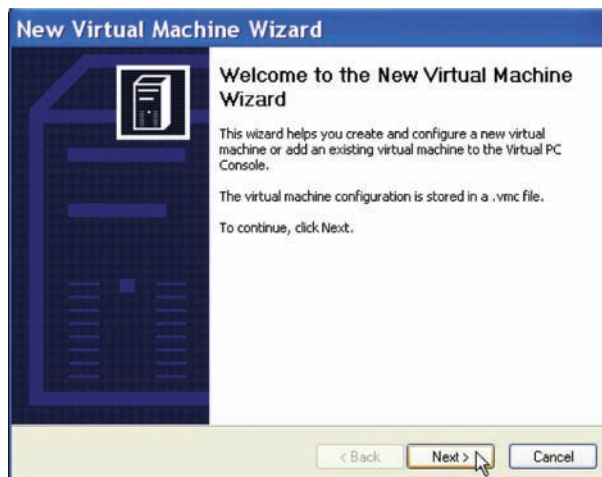 New Virtual Machine Wizard
Welcome to the New Virtual Machine
Wizard
This wizard helps you create and configure a new virtual
machine or add an existing virtual machine to the Virtual PC
Console.
The virtual machine configuration is stored in a .vmc file.
To continue, click Next.
< Back
Next >
Cancel